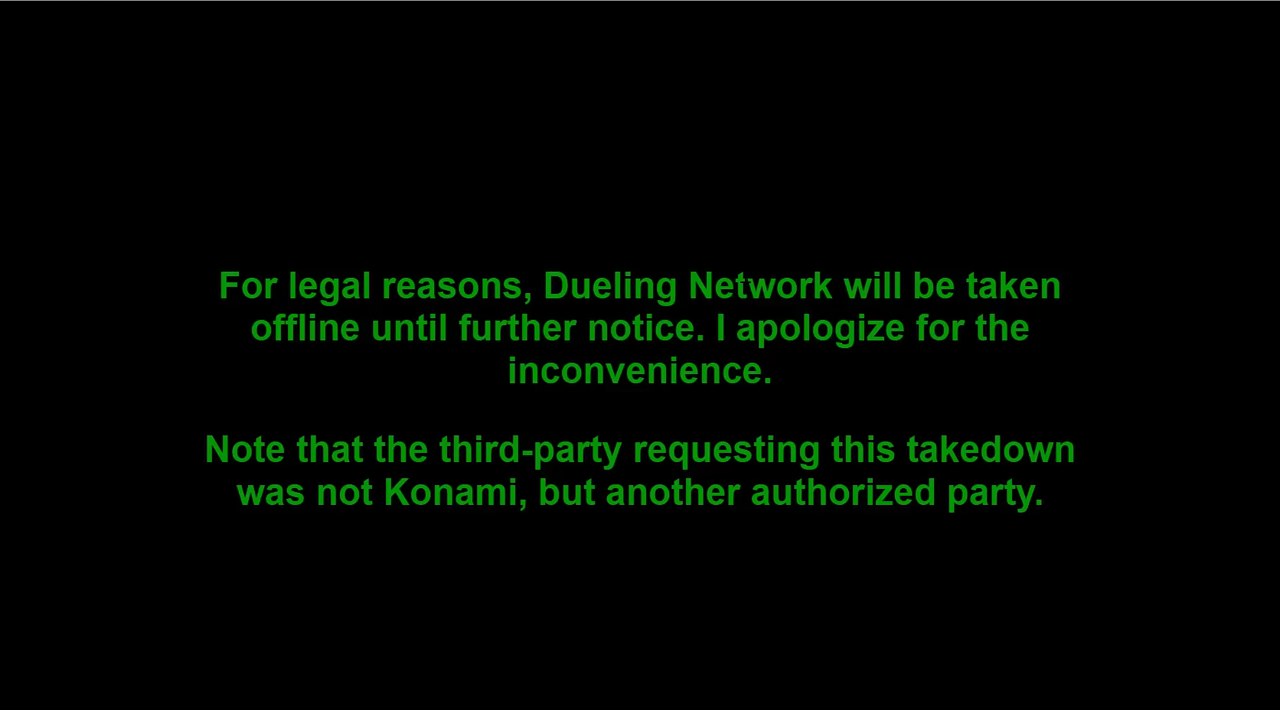 For legal reasons, Dueling Network will be taken
offline until further notice. I apologize for the
inconvenience.
Note that the third-party requesting this takedown
was not Konami, but another authorized party.